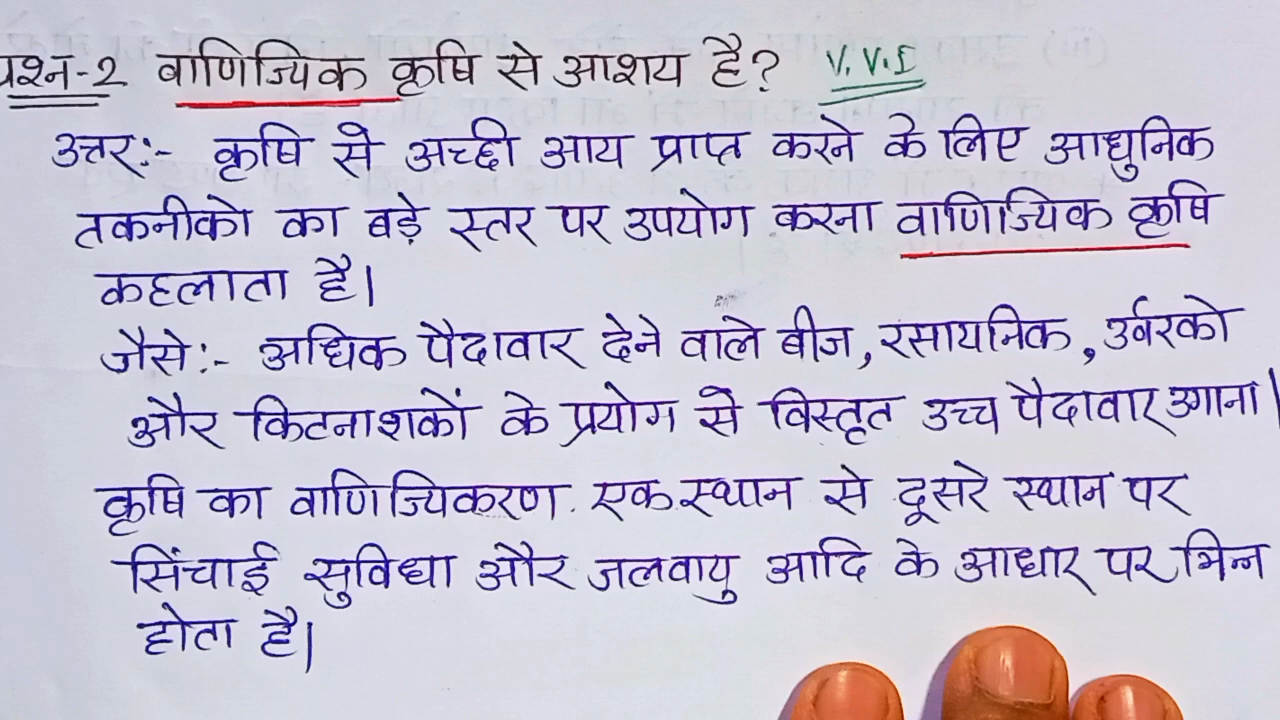 प्रश्न-2 वाणिज्यिक कृषि से आशय है? V.V.I
उत्तर:- कृषि से अच्छी आय प्राप्त करने के लिए आधुनिक
तकनीको का बड़े स्तर पर उपयोग करना वाणिज्यिक कृषि
कहलाता है।
जैसे:- अधिक पैदावार देने वाले बीज, रसायनिक, उर्वरको
और किटनाशकों के प्रयोग से विस्तृत उच्च पैदावार उगाना।
कृषि का वाणिज्यिकरण एक स्थान से दूसरे स्थान पर
सिंचाई सुविधा और जलवायु आदि के आधार पर भिन्न
होता है।